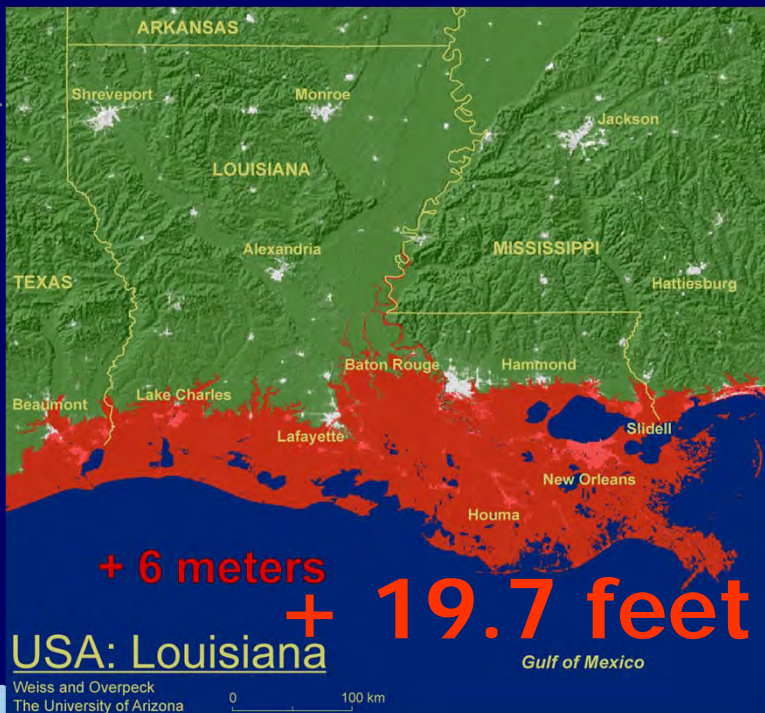 ARKANSAS
Shreveport
Monroe
Jackson
LOUISIANA
Alexandria
MISSISSIPPI
TEXAS
Hattiesburg
Baton Rouge
Hammond
Beaumont
Lake Charles
Lafayette
Slidell
New Orleans
Houma
+ 6 meters
+ 19.7 feet
USA: Louisiana
Gulf of Mexico
Weiss and Overpeck
The University of Arizona
0 100 km